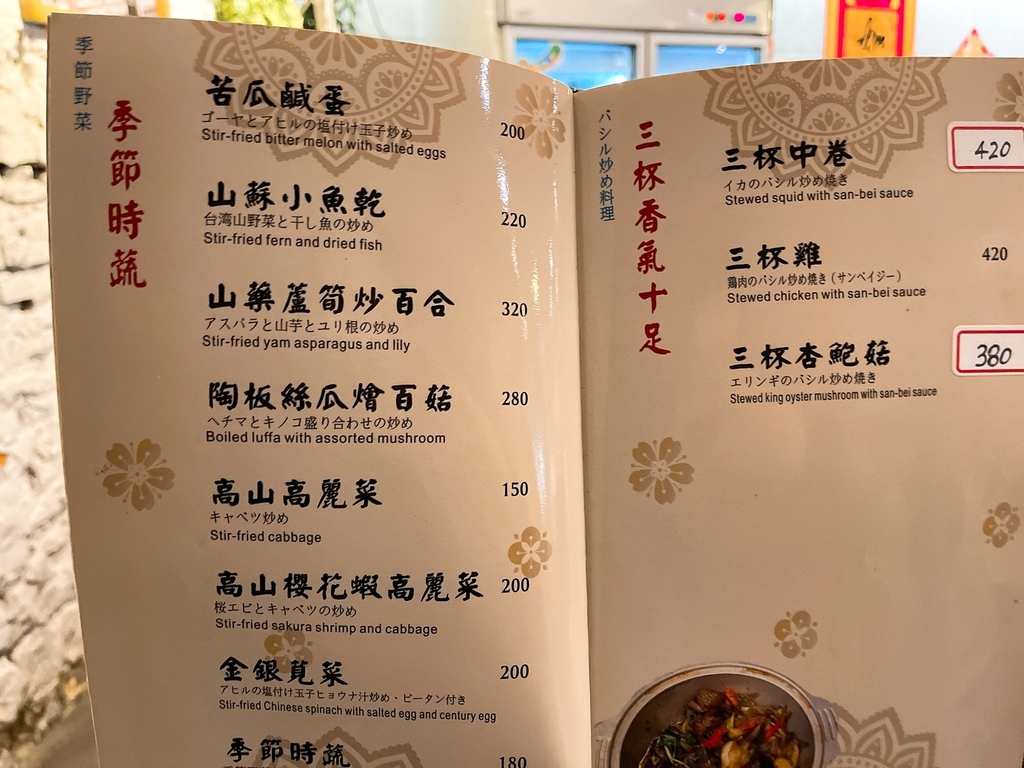 季節野菜
季節時蔬
苦瓜鹹蛋
ゴーヤとアヒルの塩付け玉子炒め
Stir-fried bitter melon with salted eggs
200
山蘇小魚乾
台湾山野菜と干し魚の炒め
Stir-fried fern and dried fish
220
山藥蘆筍炒百合
アスパラと山芋とユリ根の炒め
Stir-fried yam asparagus and lily
320
陶板絲瓜燴百菇
ヘチマとキノコ盛り合わせの炒め
Boiled luffa with assorted mushroom
280
高山高麗菜
キャベツ炒め
Stir-fried cabbage
150
高山櫻花蝦高麗菜
桜エビとキャベツの炒め
Stir-fried sakura shrimp and cabbage
200
金銀莧菜
アヒルの塩付け玉子ヒョウナ汁炒め、ピータン付き
Stir-fried Chinese spinach with salted egg and century egg
200
季節時蔬
180
バシル炒め料理
三杯香氣十足
三杯中卷
イカのバシル炒め焼き
Stewed squid with san-bei sauce
420
三杯雞
鶏肉のバシル炒め焼き（サンベイジー）
Stewed chicken with san-bei sauce
420
三杯杏鮑菇
エリンギのバシル炒め焼き
Stewed king oyster mushroom with san-bei sauce
380